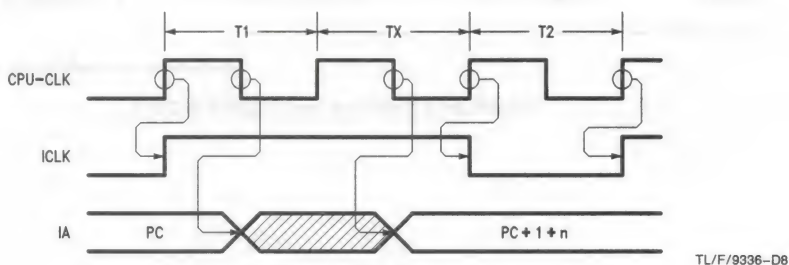 T1 TX T2
CPU-CLK
ICLK
IA PC PC + 1 + n
TL/F/9336-D8